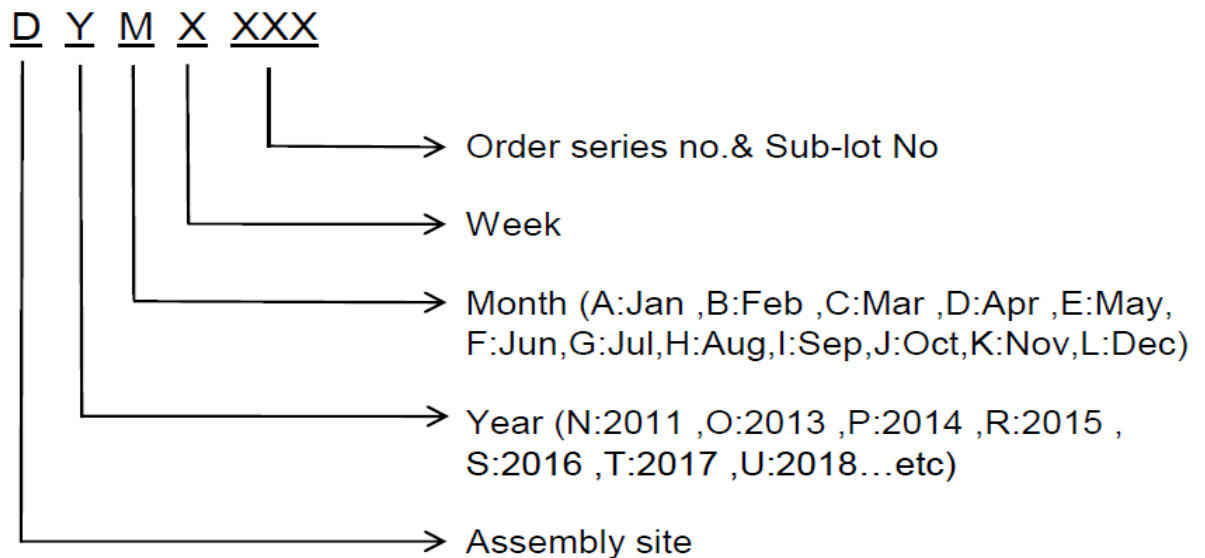 D Y M X XXX
Order series no.& Sub-lot No
Week
Month (A:Jan ,B:Feb ,C:Mar ,D:Apr ,E:May,
F:Jun,G:Jul,H:Aug,I:Sep,J:Oct,K:Nov,L:Dec)
Year (N:2011 ,O:2013 ,P:2014 ,R:2015 ,
S:2016 ,T:2017 ,U:2018...etc)
Assembly site